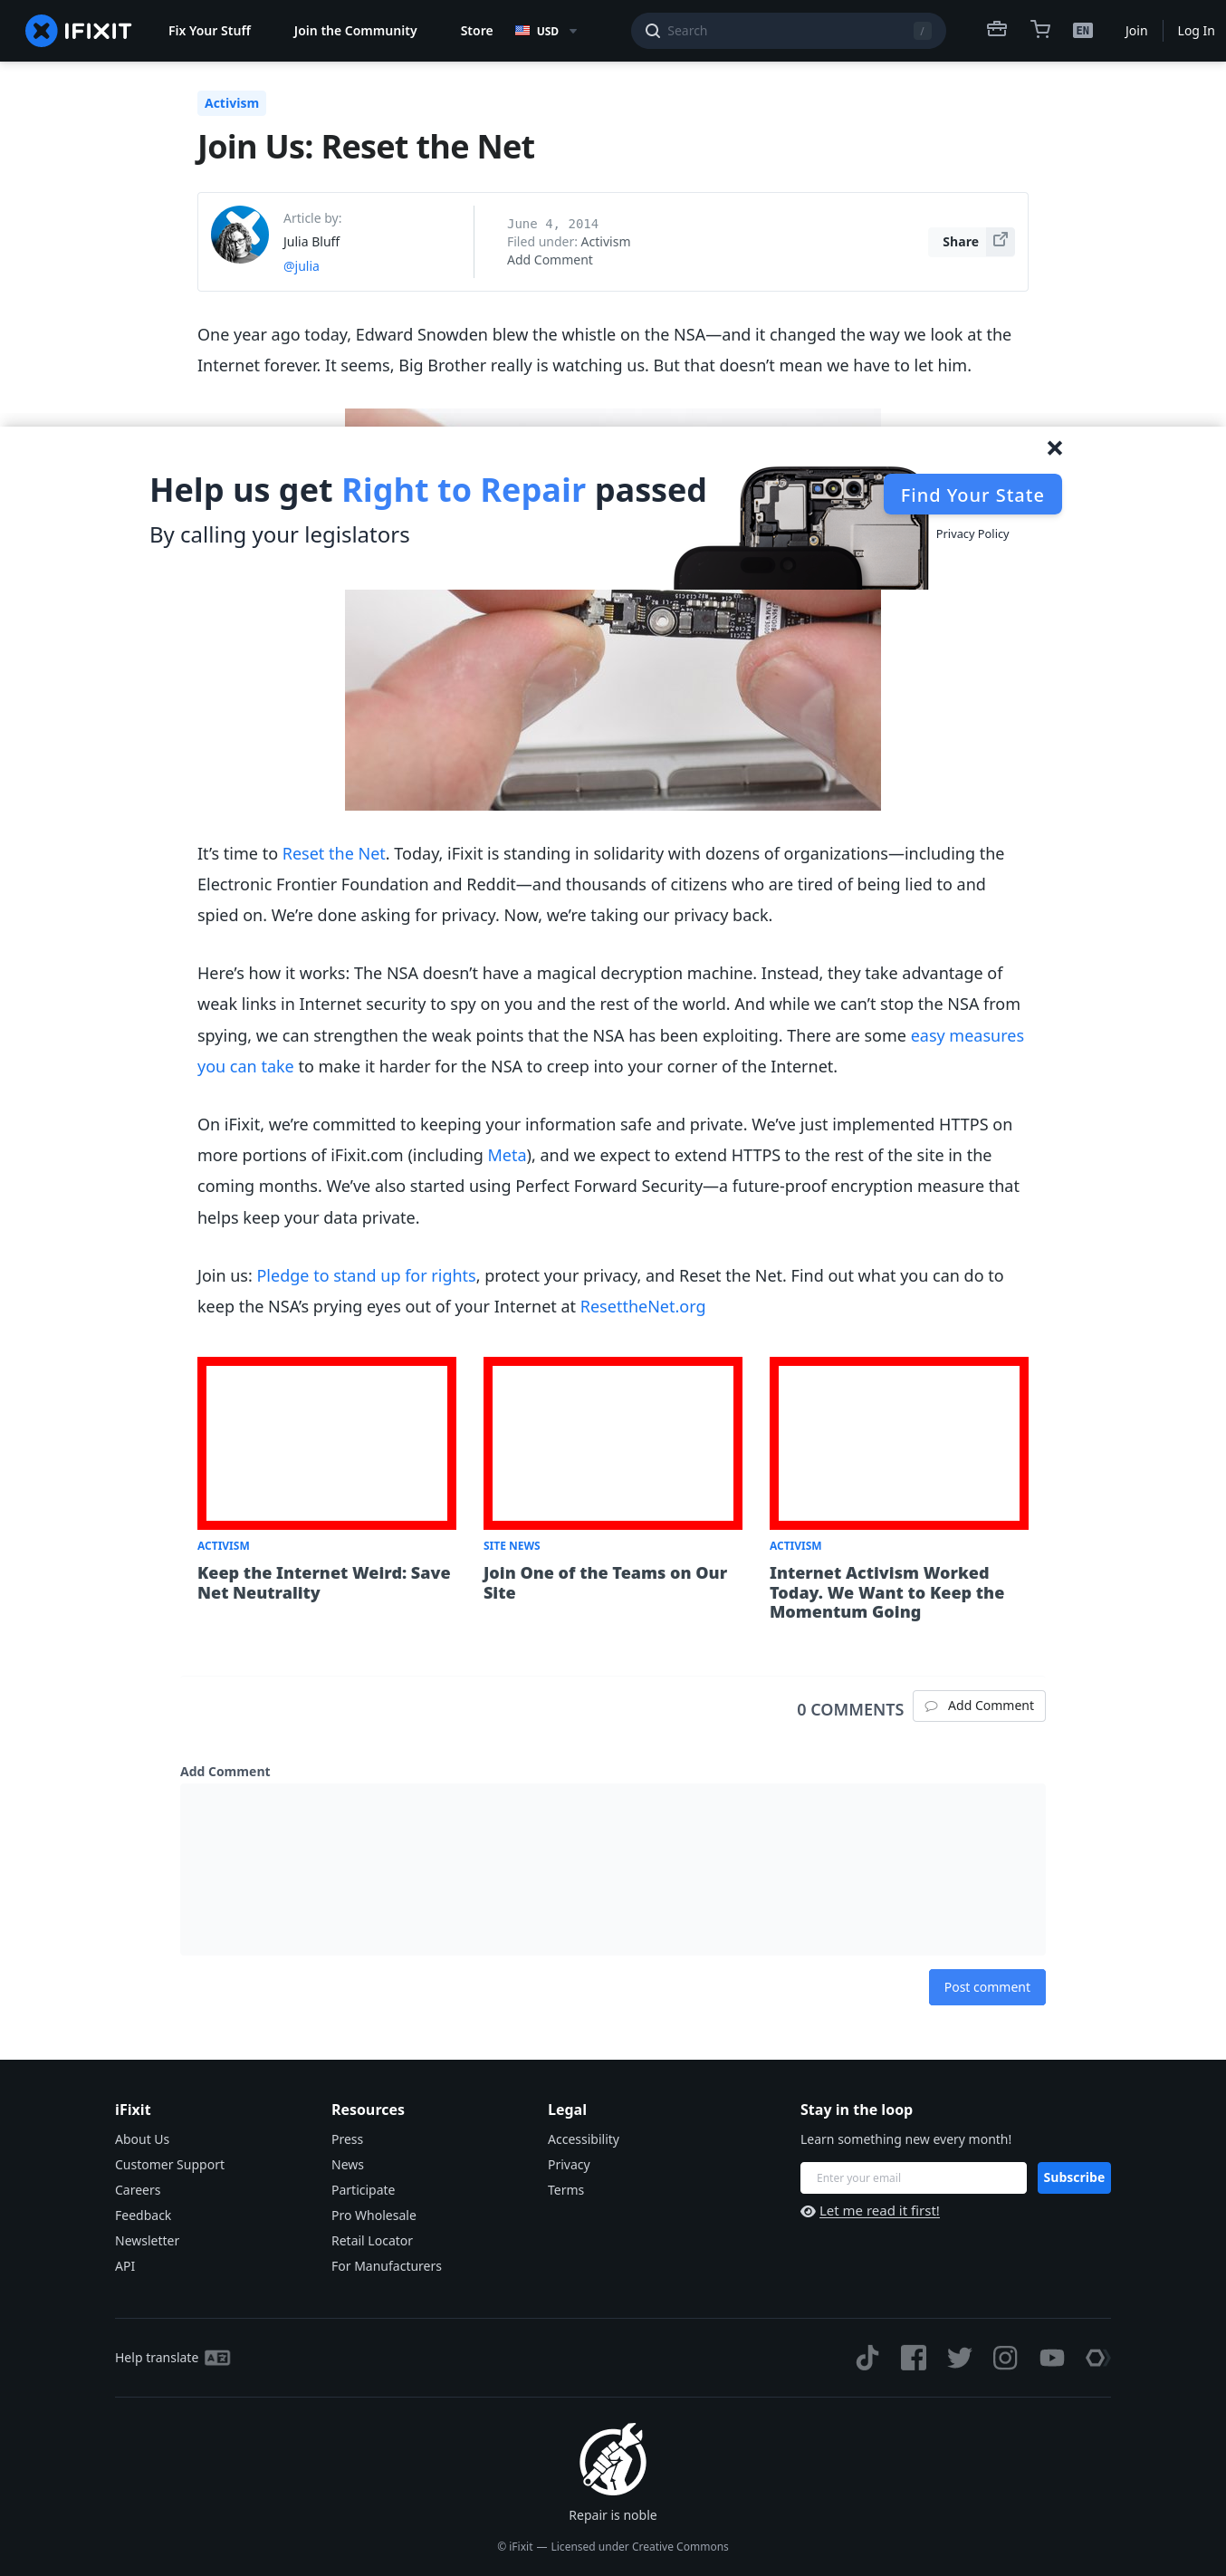 IFIXIT
Fix Your Stuff
Join the Community
Store
USD
Search
/
EN
Join
Log In
Activism
Join Us: Reset the Net
Article by:
Julia Bluff
@julia
June 4, 2014
Filed under: Activism
Add Comment
Share
One year ago today, Edward Snowden blew the whistle on the NSA—and it changed the way we look at the
Internet forever. It seems, Big Brother really is watching us. But that doesn’t mean we have to let him.
Help us get Right to Repair passed
By calling your legislators
Find Your State
Privacy Policy
It’s time to Reset the Net. Today, iFixit is standing in solidarity with dozens of organizations—including the
Electronic Frontier Foundation and Reddit—and thousands of citizens who are tired of being lied to and
spied on. We’re done asking for privacy. Now, we’re taking our privacy back.
Here’s how it works: The NSA doesn’t have a magical decryption machine. Instead, they take advantage of
weak links in Internet security to spy on you and the rest of the world. And while we can’t stop the NSA from
spying, we can strengthen the weak points that the NSA has been exploiting. There are some easy measures
you can take to make it harder for the NSA to creep into your corner of the Internet.
On iFixit, we’re committed to keeping your information safe and private. We’ve just implemented HTTPS on
more portions of iFixit.com (including Meta), and we expect to extend HTTPS to the rest of the site in the
coming months. We’ve also started using Perfect Forward Security—a future-proof encryption measure that
helps keep your data private.
Join us: Pledge to stand up for rights, protect your privacy, and Reset the Net. Find out what you can do to
keep the NSA’s prying eyes out of your Internet at ResettheNet.org
ACTIVISM
Keep the Internet Weird: Save
Net Neutrality
SITE NEWS
Join One of the Teams on Our
Site
ACTIVISM
Internet Activism Worked
Today. We Want to Keep the
Momentum Going
0 COMMENTS
Add Comment
Add Comment
Post comment
iFixit
About Us
Customer Support
Careers
Feedback
Newsletter
API
Resources
Press
News
Participate
Pro Wholesale
Retail Locator
For Manufacturers
Legal
Accessibility
Privacy
Terms
Stay in the loop
Learn something new every month!
Enter your email
Subscribe
Let me read it first!
Help translate
Repair is noble
© iFixit — Licensed under Creative Commons